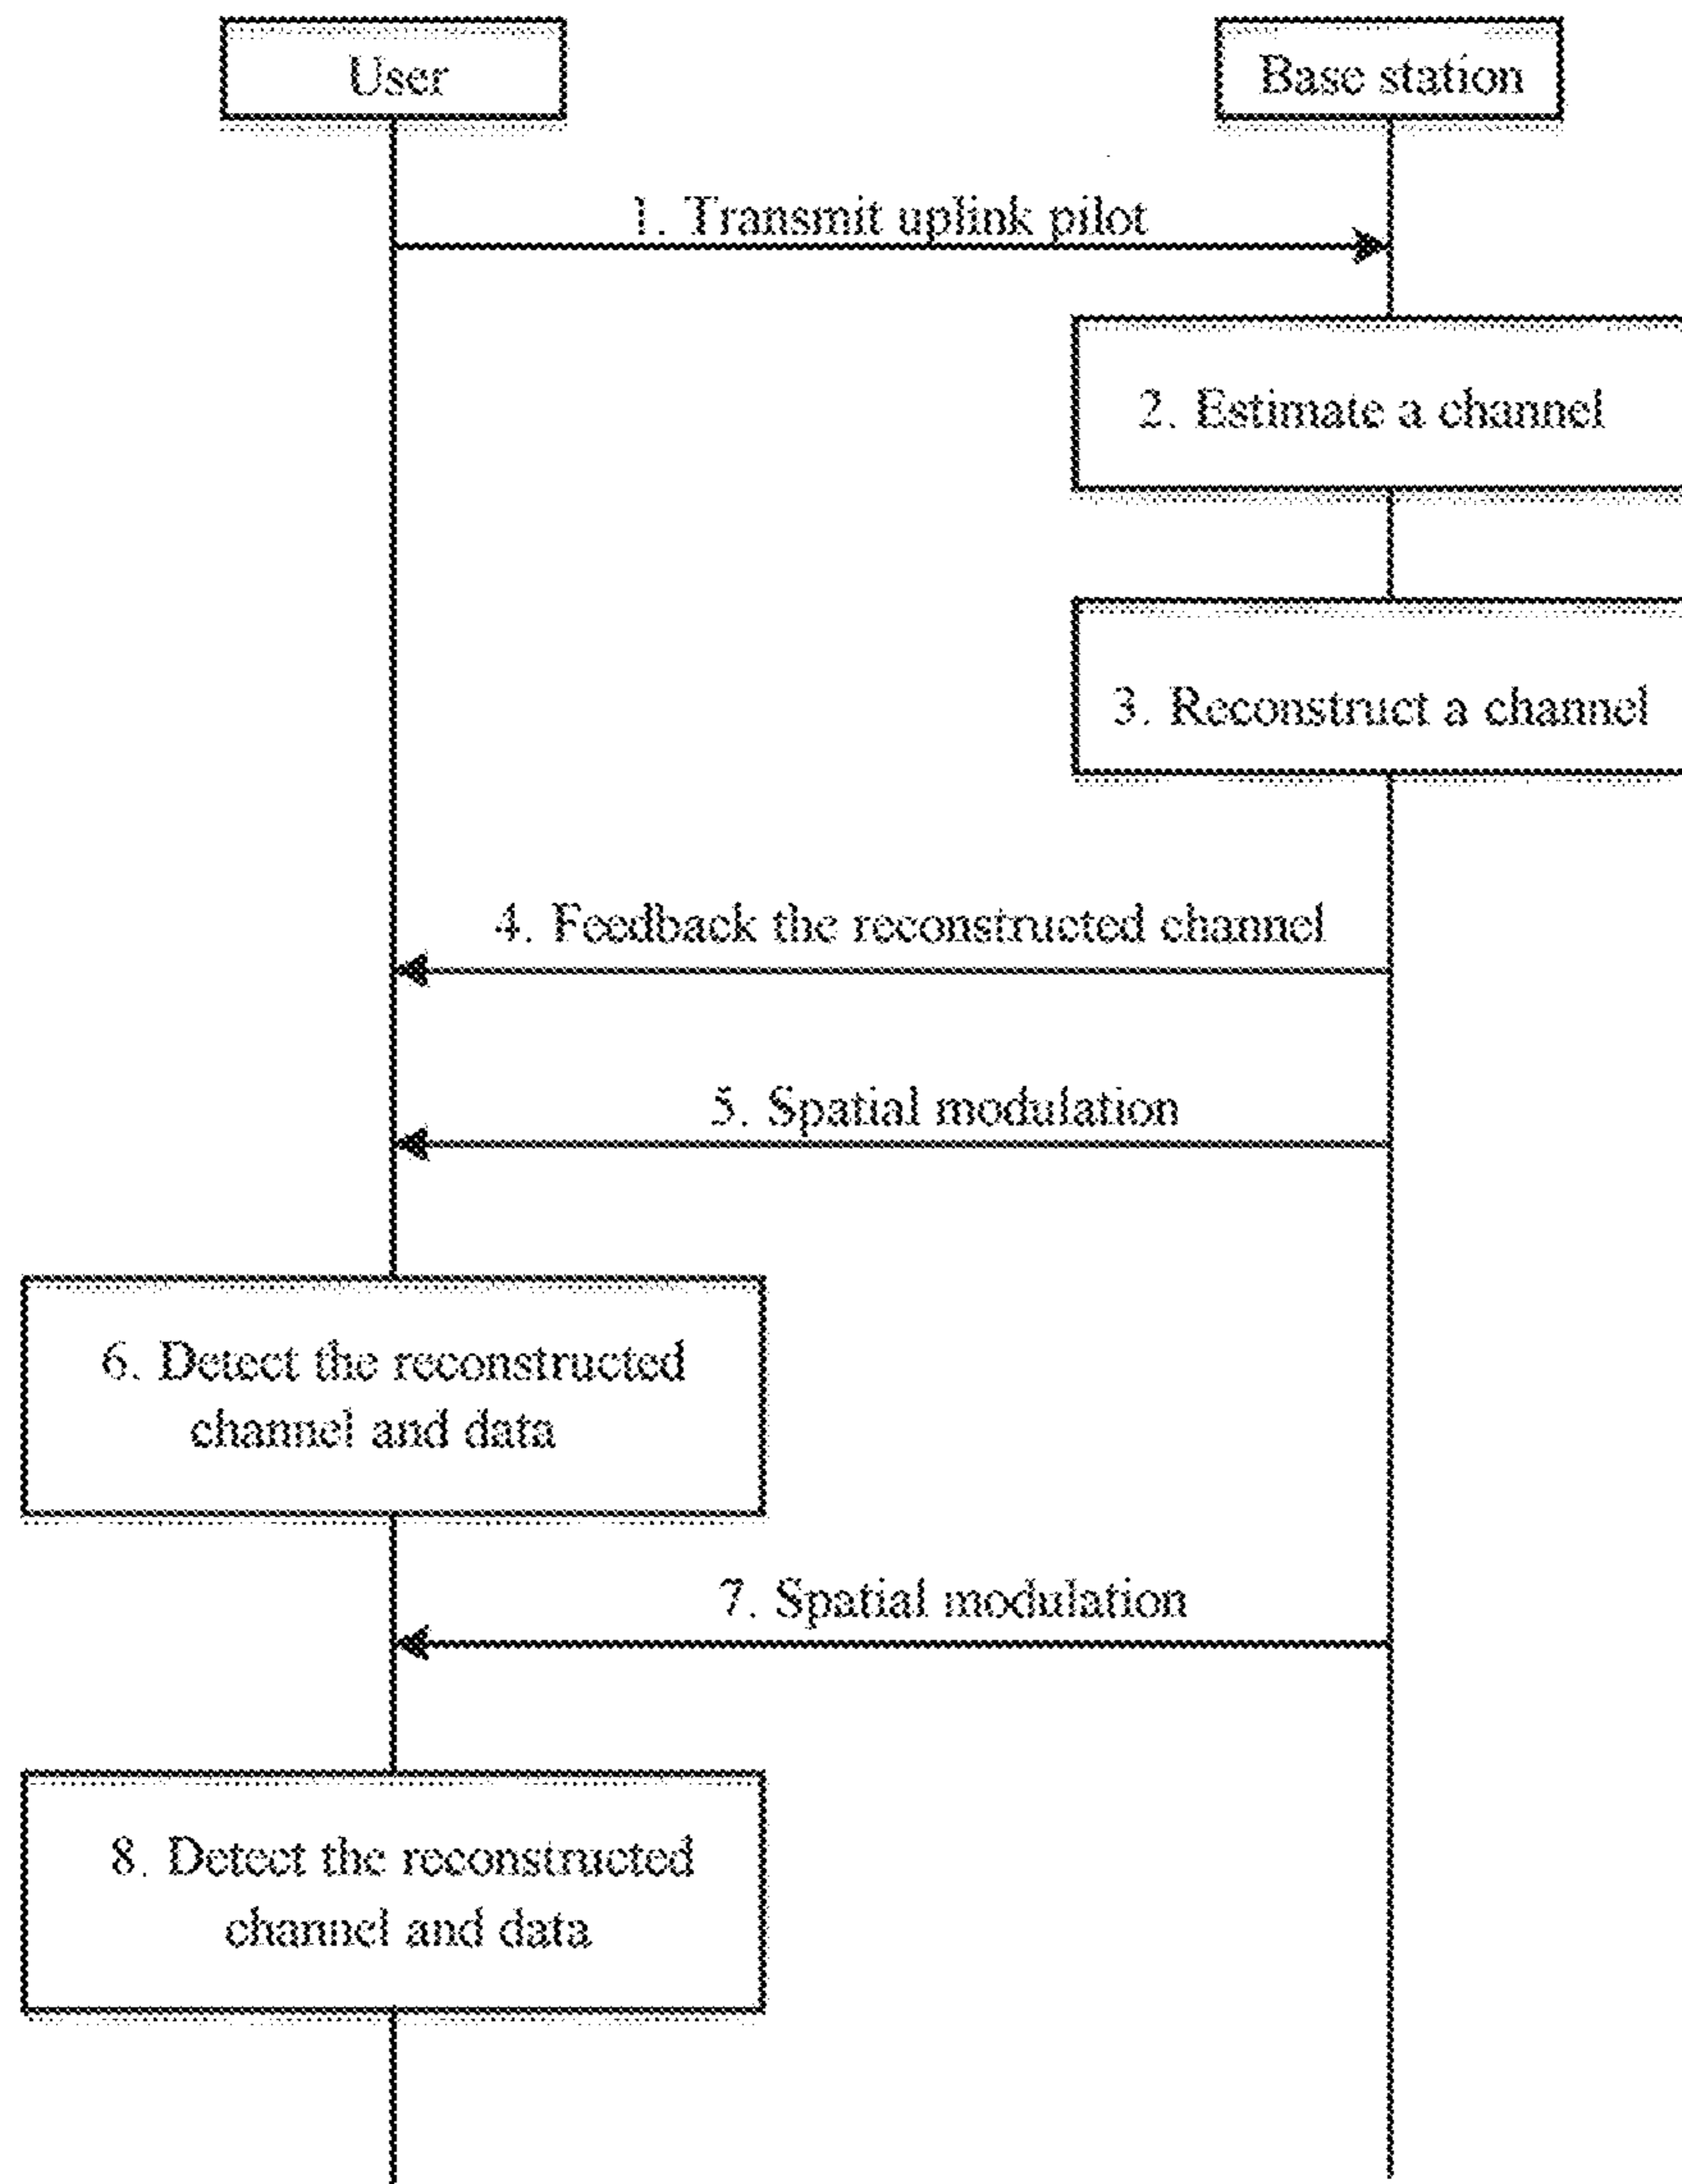 User
Base station
1. Transmit uplink pilot
2. Estimate a channel
3. Reconstruct a channel
4. Feedback the reconstructed channel
5. Spatial modulation
6. Detect the reconstructed
channel and data
7. Spatial modulation
8. Detect the reconstructed
channel and data